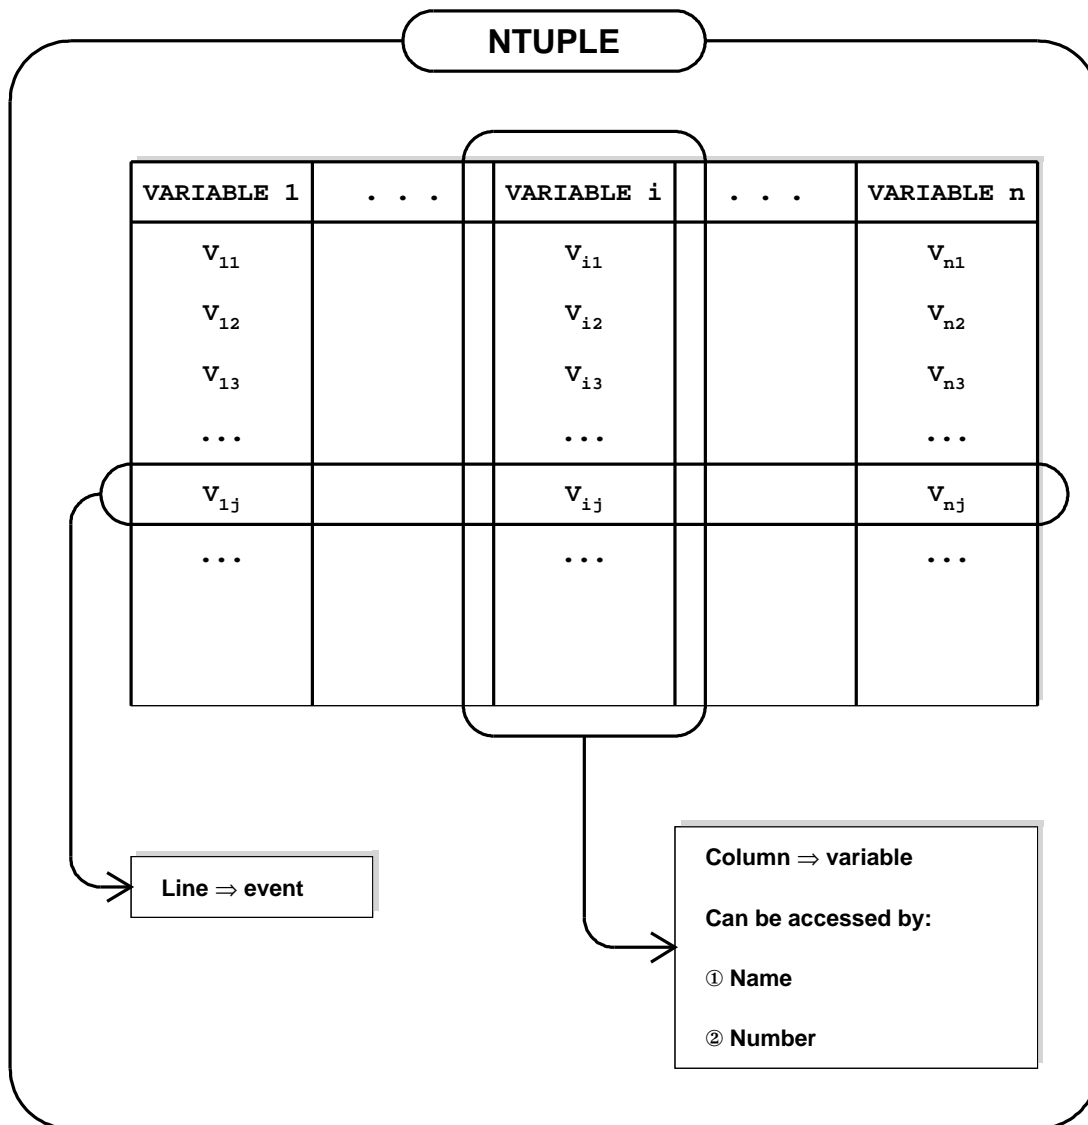 NTUPLE
VARIABLE 1 . . . VARIABLE i . . . VARIABLE n
V₁₁ Vᵢ₁ Vₙ₁
V₁₂ Vᵢ₂ Vₙ₂
V₁₃ Vᵢ₃ Vₙ₃
... ... ...
V₁ⱼ Vᵢⱼ Vₙⱼ
... ... ...
Line ⇒ event
Column ⇒ variable
Can be accessed by:
① Name
② Number